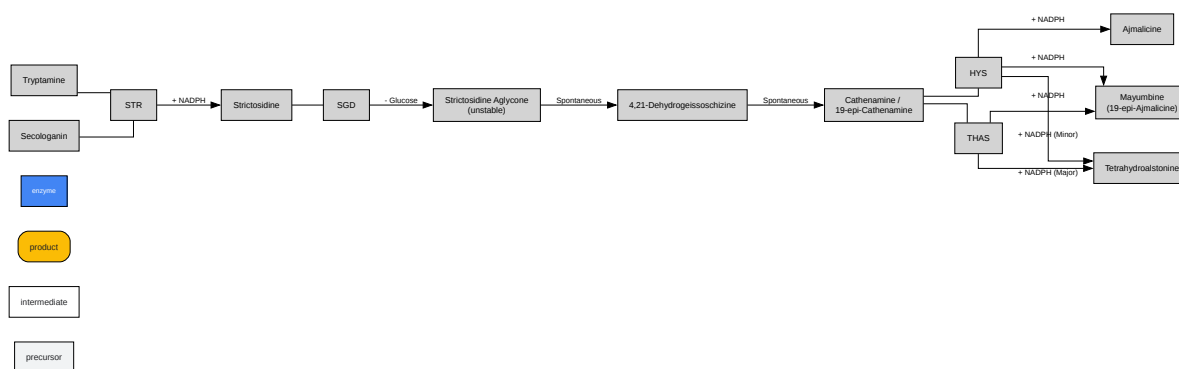 Tryptamine
Secologanin
STR
+ NADPH
Strictosidine
SGD
- Glucose
Strictosidine Aglycone
(unstable)
Spontaneous
4,21-Dehydrogeissoschizine
Spontaneous
Cathenamine /
19-epi-Cathenamine
HYS
THAS
+ NADPH
Ajmalicine
+ NADPH
+ NADPH
Mayumbine
(19-epi-Ajmalicine)
+ NADPH (Minor)
+ NADPH (Major)
Tetrahydroalstonine
enzyme
product
intermediate
precursor